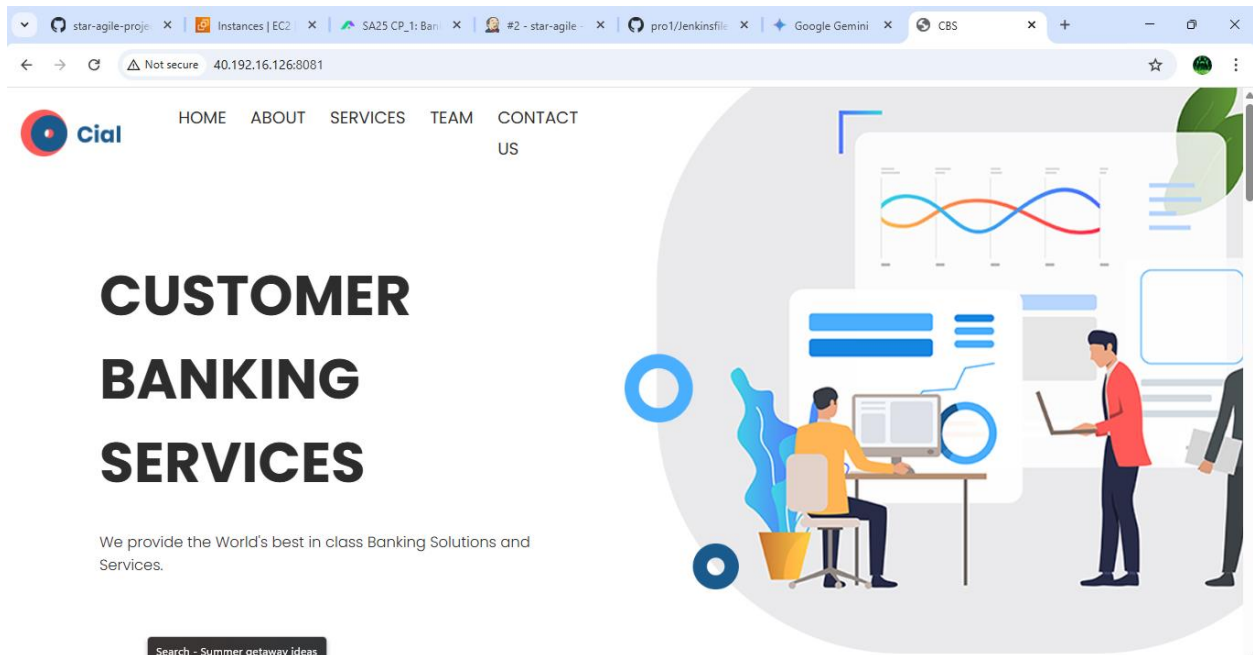 star-agile-proje
Instances | EC2
SA25 CP_1: Ban
#2 - star-agile -
pro1/Jenkinsfile
Google Gemini
CBS
Not secure 40.192.16.126:8081
Cial
HOME ABOUT SERVICES TEAM CONTACT
US
CUSTOMER
BANKING
SERVICES
We provide the World's best in class Banking Solutions and
Services.
Search - Summer getaway ideas